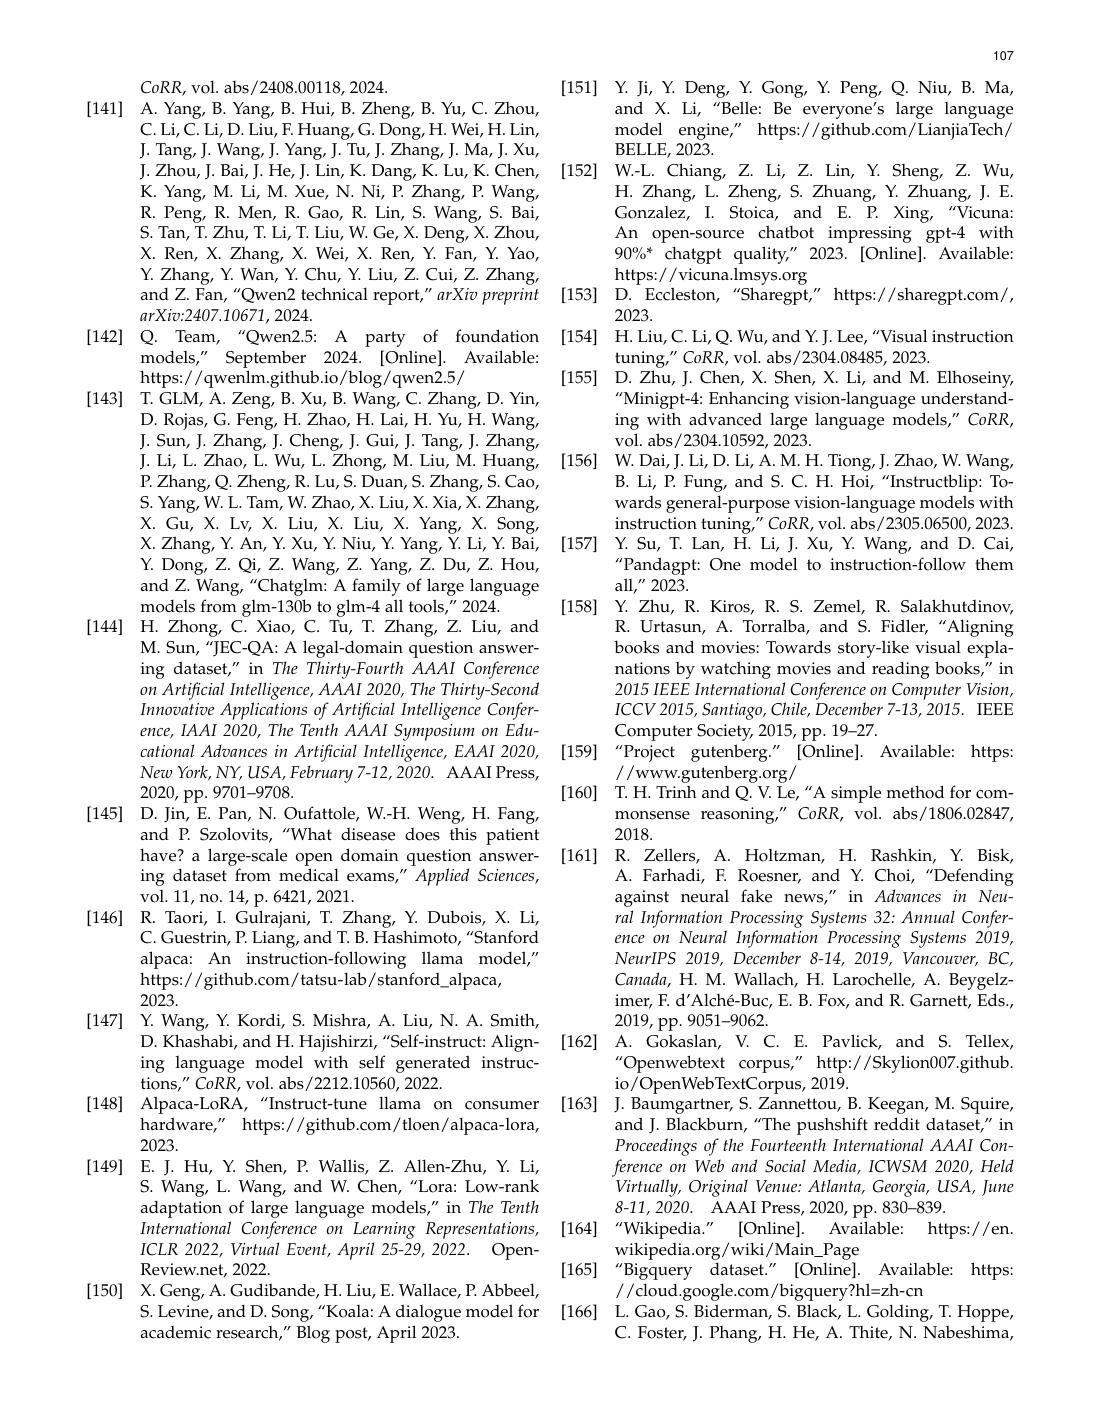 107
CoRR, vol. abs/2408.00118, 2024.
[141] A. Yang, B. Yang, B. Hui, B. Zheng, B. Yu, C. Zhou,
C. Li, C. Li, D. Liu, F. Huang, G. Dong, H. Wei, H. Lin,
J. Tang, J. Wang, J. Yang, J. Tu, J. Zhang, J. Ma, J. Xu,
J. Zhou, J. Bai, J. He, J. Lin, K. Dang, K. Lu, K. Chen,
K. Yang, M. Li, M. Xue, N. Ni, P. Zhang, P. Wang,
R. Peng, R. Men, R. Gao, R. Lin, S. Wang, S. Bai,
S. Tan, T. Zhu, T. Li, T. Liu, W. Ge, X. Deng, X. Zhou,
X. Ren, X. Zhang, X. Wei, X. Ren, Y. Fan, Y. Yao,
Y. Zhang, Y. Wan, Y. Chu, Y. Liu, Z. Cui, Z. Zhang,
and Z. Fan, “Qwen2 technical report,” arXiv preprint
arXiv:2407.10671, 2024.
[142] Q. Team, “Qwen2.5: A party of foundation
models,” September 2024. [Online]. Available:
https://qwenlm.github.io/blog/qwen2.5/
[143] T. GLM, A. Zeng, B. Xu, B. Wang, C. Zhang, D. Yin,
D. Rojas, G. Feng, H. Zhao, H. Lai, H. Yu, H. Wang,
J. Sun, J. Zhang, J. Cheng, J. Gui, J. Tang, J. Zhang,
J. Li, L. Zhao, L. Wu, L. Zhong, M. Liu, M. Huang,
P. Zhang, Q. Zheng, R. Lu, S. Duan, S. Zhang, S. Cao,
S. Yang, W. L. Tam, W. Zhao, X. Liu, X. Xia, X. Zhang,
X. Gu, X. Lv, X. Liu, X. Liu, X. Yang, X. Song,
X. Zhang, Y. An, Y. Xu, Y. Niu, Y. Yang, Y. Li, Y. Bai,
Y. Dong, Z. Qi, Z. Wang, Z. Yang, Z. Du, Z. Hou,
and Z. Wang, “Chatglm: A family of large language
models from glm-130b to glm-4 all tools,” 2024.
[144] H. Zhong, C. Xiao, C. Tu, T. Zhang, Z. Liu, and
M. Sun, “JEC-QA: A legal-domain question answer-
ing dataset,” in The Thirty-Fourth AAAI Conference
on Artificial Intelligence, AAAI 2020, The Thirty-Second
Innovative Applications of Artificial Intelligence Confer-
ence, IAAI 2020, The Tenth AAAI Symposium on Edu-
cational Advances in Artificial Intelligence, EAAI 2020,
New York, NY, USA, February 7-12, 2020. AAAI Press,
2020, pp. 9701–9708.
[145] D. Jin, E. Pan, N. Oufattole, W.-H. Weng, H. Fang,
and P. Szolovits, “What disease does this patient
have? a large-scale open domain question answer-
ing dataset from medical exams,” Applied Sciences,
vol. 11, no. 14, p. 6421, 2021.
[146] R. Taori, I. Gulrajani, T. Zhang, Y. Dubois, X. Li,
C. Guestrin, P. Liang, and T. B. Hashimoto, “Stanford
alpaca: An instruction-following llama model,”
https://github.com/tatsu-lab/stanford_alpaca,
2023.
[147] Y. Wang, Y. Kordi, S. Mishra, A. Liu, N. A. Smith,
D. Khashabi, and H. Hajishirzi, “Self-instruct: Align-
ing language model with self generated instruc-
tions,” CoRR, vol. abs/2212.10560, 2022.
[148] Alpaca-LoRA, “Instruct-tune llama on consumer
hardware,” https://github.com/tloen/alpaca-lora,
2023.
[149] E. J. Hu, Y. Shen, P. Wallis, Z. Allen-Zhu, Y. Li,
S. Wang, L. Wang, and W. Chen, “Lora: Low-rank
adaptation of large language models,” in The Tenth
International Conference on Learning Representations,
ICLR 2022, Virtual Event, April 25-29, 2022. Open-
Review.net, 2022.
[150] X. Geng, A. Gudibande, H. Liu, E. Wallace, P. Abbeel,
S. Levine, and D. Song, “Koala: A dialogue model for
academic research,” Blog post, April 2023.
[151] Y. Ji, Y. Deng, Y. Gong, Y. Peng, Q. Niu, B. Ma,
and X. Li, “Belle: Be everyone's large language
model engine,” https://github.com/LianjiaTech/
BELLE, 2023.
[152] W.-L. Chiang, Z. Li, Z. Lin, Y. Sheng, Z. Wu,
H. Zhang, L. Zheng, S. Zhuang, Y. Zhuang, J. E.
Gonzalez, I. Stoica, and E. P. Xing, “Vicuna:
An open-source chatbot impressing gpt-4 with
90%* chatgpt quality,” 2023. [Online]. Available:
https://vicuna.lmsys.org
[153] D. Eccleston, “Sharegpt,” https://sharegpt.com/,
2023.
[154] H. Liu, C. Li, Q. Wu, and Y. J. Lee, “Visual instruction
tuning,” CoRR, vol. abs/2304.08485, 2023.
[155] D. Zhu, J. Chen, X. Shen, X. Li, and M. Elhoseiny,
“Minigpt-4: Enhancing vision-language understand-
ing with advanced large language models,” CoRR,
vol. abs/2304.10592, 2023.
[156] W. Dai, J. Li, D. Li, A. M. H. Tiong, J. Zhao, W. Wang,
B. Li, P. Fung, and S. C. H. Hoi, “Instructblip: To-
wards general-purpose vision-language models with
instruction tuning,” CoRR, vol. abs/2305.06500, 2023.
[157] Y. Su, T. Lan, H. Li, J. Xu, Y. Wang, and D. Cai,
“Pandagpt: One model to instruction-follow them
all,” 2023.
[158] Y. Zhu, R. Kiros, R. S. Zemel, R. Salakhutdinov,
R. Urtasun, A. Torralba, and S. Fidler, “Aligning
books and movies: Towards story-like visual expla-
nations by watching movies and reading books,” in
2015 IEEE International Conference on Computer Vision,
ICCV 2015, Santiago, Chile, December 7-13, 2015. IEEE
Computer Society, 2015, pp. 19–27.
[159] “Project gutenberg.” [Online]. Available: https:
//www.gutenberg.org/
[160] T. H. Trinh and Q. V. Le, “A simple method for com-
monsense reasoning,” CoRR, vol. abs/1806.02847,
2018.
[161] R. Zellers, A. Holtzman, H. Rashkin, Y. Bisk,
A. Farhadi, F. Roesner, and Y. Choi, “Defending
against neural fake news,” in Advances in Neu-
ral Information Processing Systems 32: Annual Confer-
ence on Neural Information Processing Systems 2019,
NeurIPS 2019, December 8-14, 2019, Vancouver, BC,
Canada, H. M. Wallach, H. Larochelle, A. Beygelz-
imer, F. d'Alché-Buc, E. B. Fox, and R. Garnett, Eds.,
2019, pp. 9051–9062.
[162] A. Gokaslan, V. C. E. Pavlick, and S. Tellex,
“Openwebtext corpus,” http://Skylion007.github.
io/OpenWebTextCorpus, 2019.
[163] J. Baumgartner, S. Zannettou, B. Keegan, M. Squire,
and J. Blackburn, “The pushshift reddit dataset,” in
Proceedings of the Fourteenth International AAAI Con-
ference on Web and Social Media, ICWSM 2020, Held
Virtually, Original Venue: Atlanta, Georgia, USA, June
8-11, 2020. AAAI Press, 2020, pp. 830–839.
[164] “Wikipedia.” [Online]. Available: https://en.
wikipedia.org/wiki/Main_Page
[165] “Bigquery dataset.” [Online]. Available: https:
//cloud.google.com/bigquery?hl=zh-cn
[166] L. Gao, S. Biderman, S. Black, L. Golding, T. Hoppe,
C. Foster, J. Phang, H. He, A. Thite, N. Nabeshima,